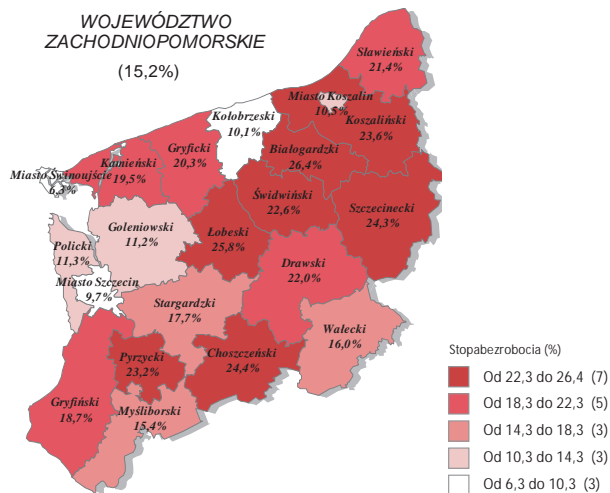 WOJEWÓDZTWO
ZACHODNIOPOMORSKIE
(15,2%)
Sławieński
21,4%
Miasto Koszalin
10,5%
Koszaliński
23,6%
Kołobrzeski
10,1%
Białogardzki
26,4%
Gryficki
20,3%
Kamieński
19,5%
Miasto Świnoujście
6,3%
Świdwiński
22,6%
Szczecinecki
24,3%
Goleniowski
11,2%
Łobeski
25,8%
Policki
11,3%
Drawski
22,0%
Miasto Szczecin
9,7%
Stargardzki
17,7%
Wałecki
16,0%
Pyrzycki
23,2%
Choszczeński
24,4%
Gryfiński
18,7%
Myśliborski
15,4%
Stopabezrobocia (%)
Od 22,3 do 26,4 (7)
Od 18,3 do 22,3 (5)
Od 14,3 do 18,3 (3)
Od 10,3 do 14,3 (3)
Od 6,3 do 10,3 (3)